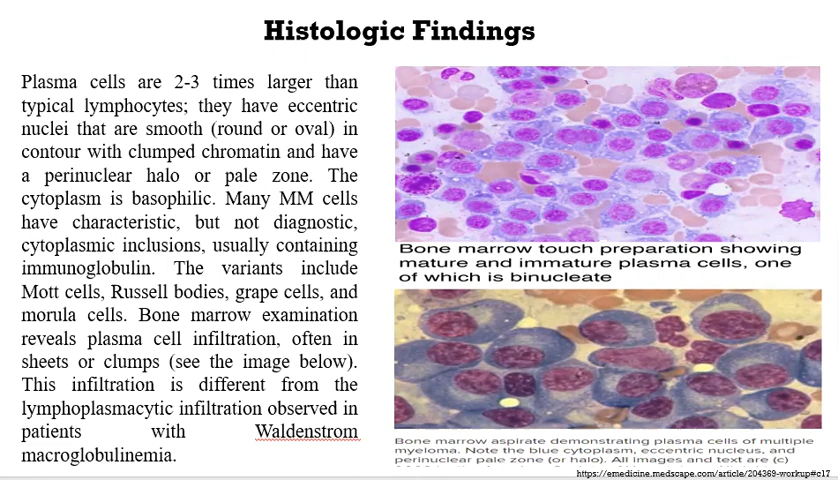 Histologic Findings
Plasma cells are 2-3 times larger than
typical lymphocytes; they have eccentric
nuclei that are smooth (round or oval) in
contour with clumped chromatin and have
a perinuclear halo or pale zone. The
cytoplasm is basophilic. Many MM cells
have characteristic, but not diagnostic,
cytoplasmic inclusions, usually containing
immunoglobulin. The variants include
Mott cells, Russell bodies, grape cells, and
morula cells. Bone marrow examination
reveals plasma cell infiltration, often in
sheets or clumps (see the image below).
This infiltration is different from the
lymphoplasmacytic infiltration observed in
patients with Waldenstrom
macroglobulinemia.
Bone marrow touch preparation showing
mature and immature plasma cells, one
of which is binucleate
Bone marrow aspirate demonstrating plasma cells of multiple
myeloma. Note the blue cytoplasm, eccentric nucleus, and
perinuclear pale zone (or halo). All images and text are (c)
https://emedicine.medscape.com/article/204369-workup#c17